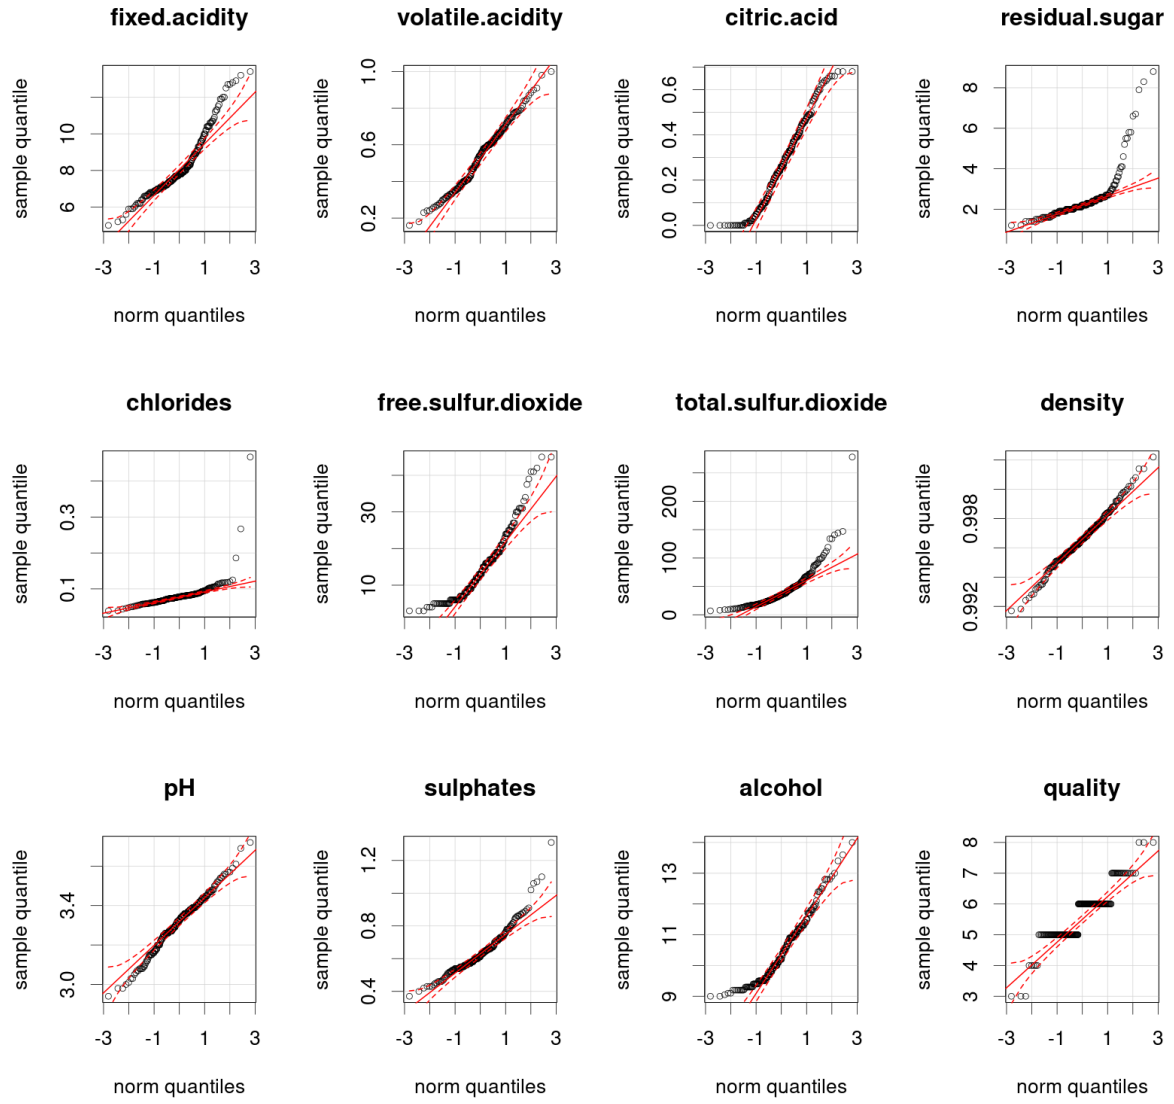 fixed.acidity
sample quantile
6 8 10
-3 -1 1 3
norm quantiles
volatile.acidity
sample quantile
0.2 0.6 1.0
-3 -1 1 3
norm quantiles
citric.acid
sample quantile
0.0 0.2 0.4 0.6
-3 -1 1 3
norm quantiles
residual.sugar
sample quantile
2 4 6 8
-3 -1 1 3
norm quantiles
chlorides
sample quantile
0.1 0.3
-3 -1 1 3
norm quantiles
free.sulfur.dioxide
sample quantile
10 30
-3 -1 1 3
norm quantiles
total.sulfur.dioxide
sample quantile
0 50 100 200
-3 -1 1 3
norm quantiles
density
sample quantile
0.992 0.998
-3 -1 1 3
norm quantiles
pH
sample quantile
3.0 3.4
-3 -1 1 3
norm quantiles
sulphates
sample quantile
0.4 0.8 1.2
-3 -1 1 3
norm quantiles
alcohol
sample quantile
9 11 13
-3 -1 1 3
norm quantiles
quality
sample quantile
3 4 5 6 7 8
-3 -1 1 3
norm quantiles